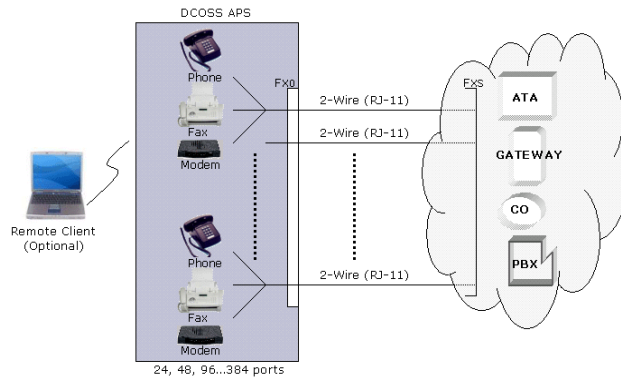 DCOSS APS
Phone
Fax
Modem
FXO
2-Wire (RJ-11)
2-Wire (RJ-11)
FXS
ATA
GATEWAY
CO
PBX
Remote Client
(Optional)
Phone
Fax
Modem
2-Wire (RJ-11)
24, 48, 96...384 ports